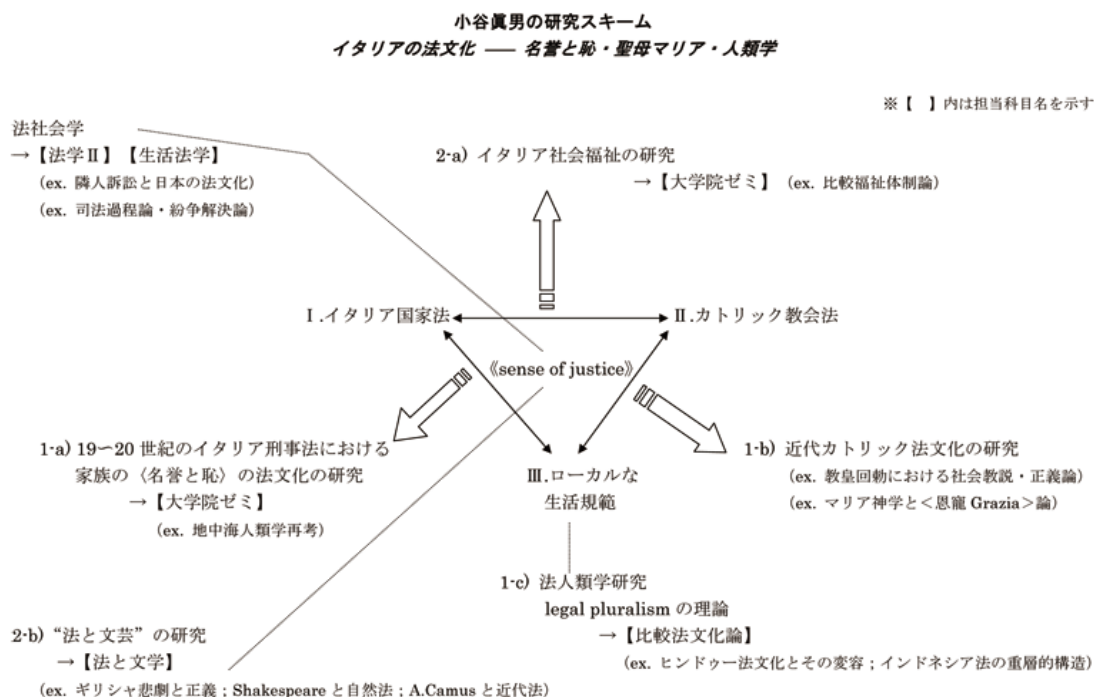 小谷眞男の研究スキーム
イタリアの法文化 ── 名誉と恥・聖母マリア・人類学
※【　】内は担当科目名を示す
法社会学
→【法学Ⅱ】【生活法学】
(ex. 隣人訴訟と日本の法文化)
(ex. 司法過程論・紛争解決論)
2-a) イタリア社会福祉の研究
→【大学院ゼミ】 (ex. 比較福祉体制論)
Ⅰ.イタリア国家法
Ⅱ.カトリック教会法
《sense of justice》
1-a) 19〜20 世紀のイタリア刑事法における
家族の〈名誉と恥〉の法文化の研究
→【大学院ゼミ】
(ex. 地中海人類学再考)
1-b) 近代カトリック法文化の研究
(ex. 教皇回勅における社会教説・正義論)
(ex. マリア神学と<恩寵 Grazia>論)
Ⅲ.ローカルな
生活規範
1-c) 法人類学研究
legal pluralism の理論
→【比較法文化論】
(ex. ヒンドゥー法文化とその変容 ; インドネシア法の重層的構造)
2-b) “法と文芸”の研究
→【法と文学】
(ex. ギリシャ悲劇と正義 ; Shakespeare と自然法 ; A.Camus と近代法)